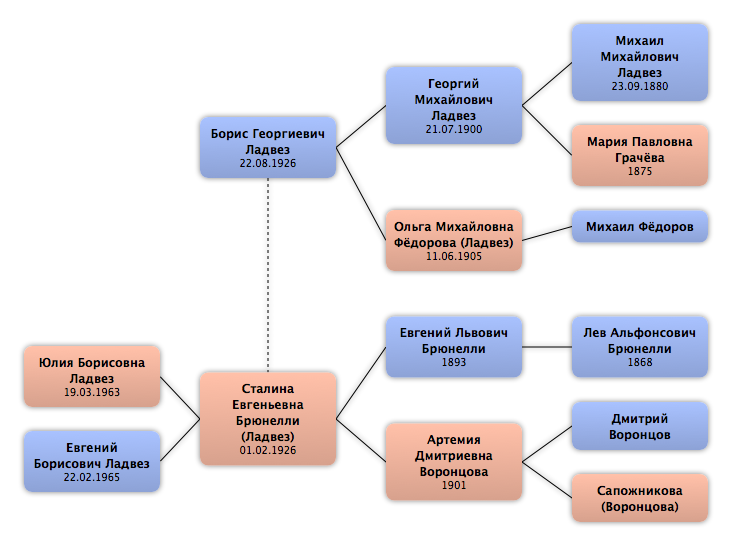 Михаил
Михайлович
Ладвез
23.09.1880
Георгий
Михайлович
Ладвез
21.07.1900
Борис Георгиевич
Ладвез
22.08.1926
Мария Павловна
Грачёва
1875
Ольга Михайловна
Фёдорова (Ладвез)
11.06.1905
Михаил Фёдоров
Евгений Львович
Брюнелли
1893
Лев Альфонсович
Брюнелли
1868
Юлия Борисовна
Ладвез
19.03.1963
Сталина
Евгеньевна
Брюнелли
(Ладвез)
01.02.1926
Евгений
Борисович Ладвез
22.02.1965
Артемия
Дмитриевна
Воронцова
1901
Дмитрий
Воронцов
Сапожникова
(Воронцова)